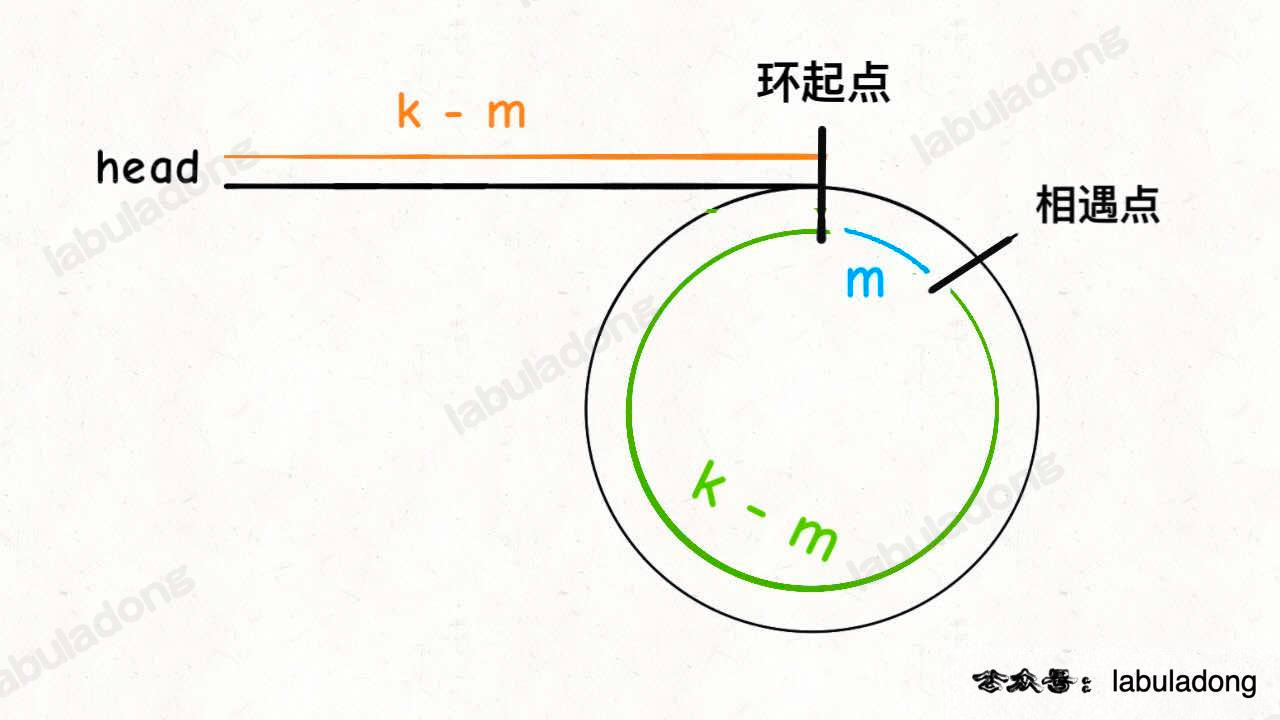 环起点
k - m
head
相遇点
m
k - m
公众号： labuladong
labuladong
labuladong
labuladong
labuladong
labuladong